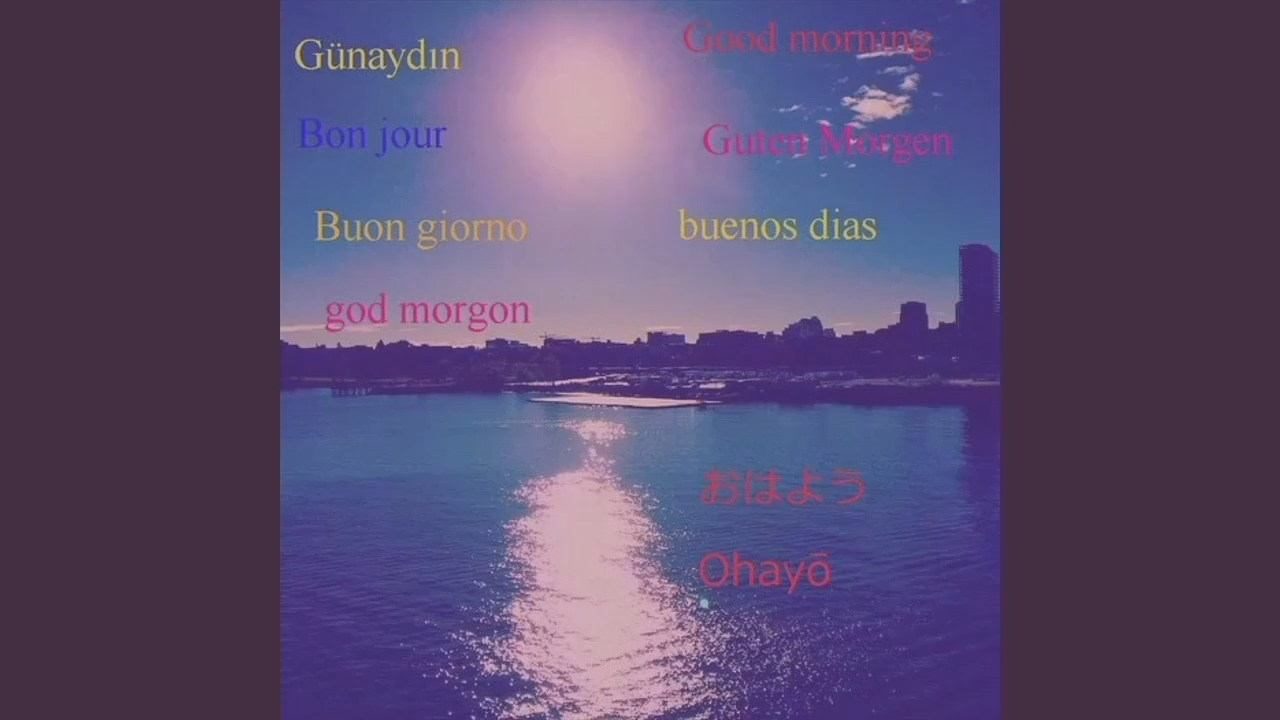 Günaydın
Good morning
Bon jour
Guten Morgen
Buon giorno
buenos dias
god morgon
おはよう
Ohayō